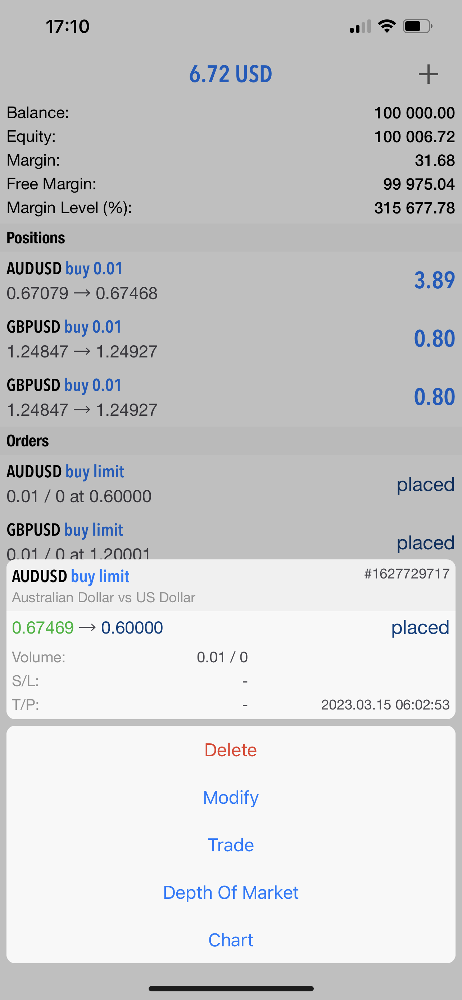 17:10
6.72 USD
Balance: 100 000.00
Equity: 100 006.72
Margin: 31.68
Free Margin: 99 975.04
Margin Level (%): 315 677.78
Positions
AUDUSD buy 0.01
0.67079 → 0.67468
3.89
GBPUSD buy 0.01
1.24847 → 1.24927
0.80
GBPUSD buy 0.01
1.24847 → 1.24927
0.80
Orders
AUDUSD buy limit
0.01 / 0 at 0.60000
placed
GBPUSD buy limit
0.01 / 0 at 1.20001
placed
AUDUSD buy limit #1627729717
Australian Dollar vs US Dollar
0.67469 → 0.60000 placed
Volume: 0.01 / 0
S/L: -
T/P: - 2023.03.15 06:02:53
Delete
Modify
Trade
Depth Of Market
Chart